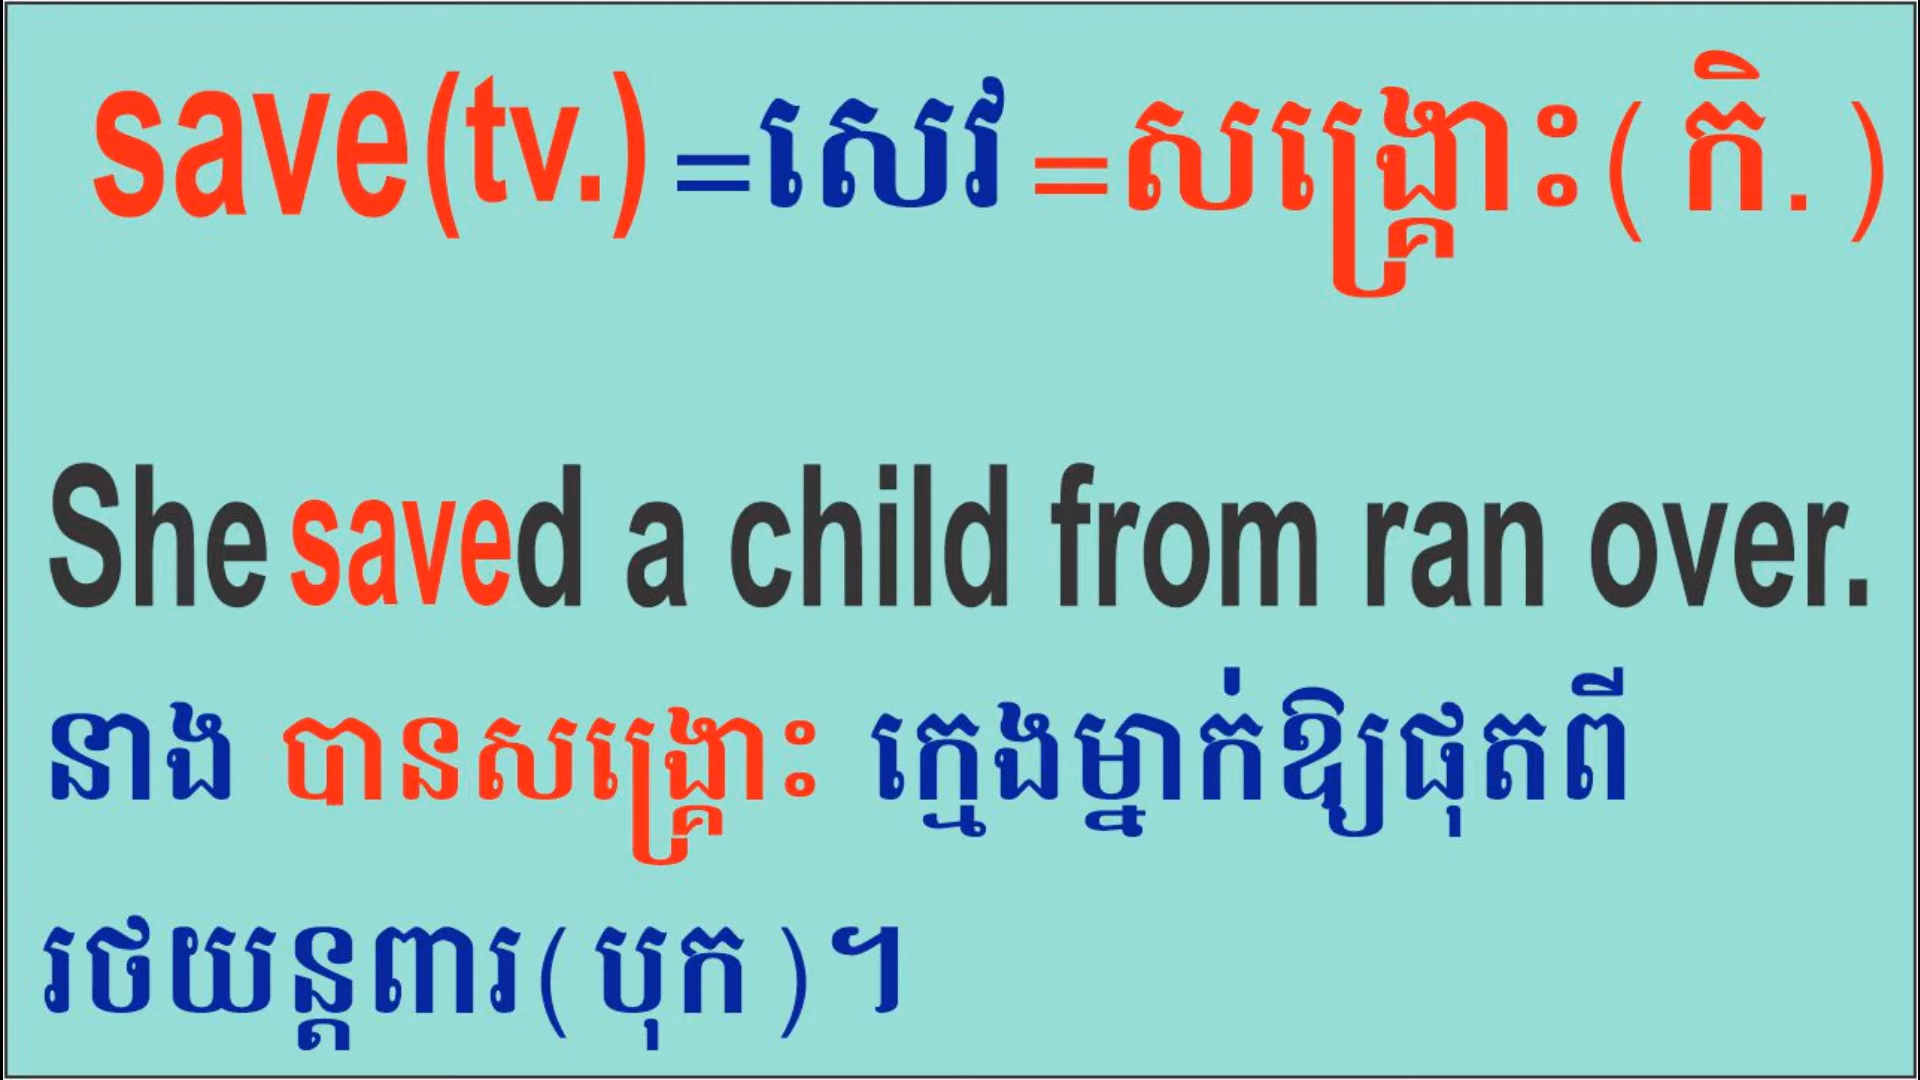 save(tv.) =សេវ =សង្គ្រោះ( កិ. )
She saved a child from ran over.
នាង បានសង្គ្រោះ ក្មេងម្នាក់ឱ្យផុតពី
រថយន្តពារ( បុក )។